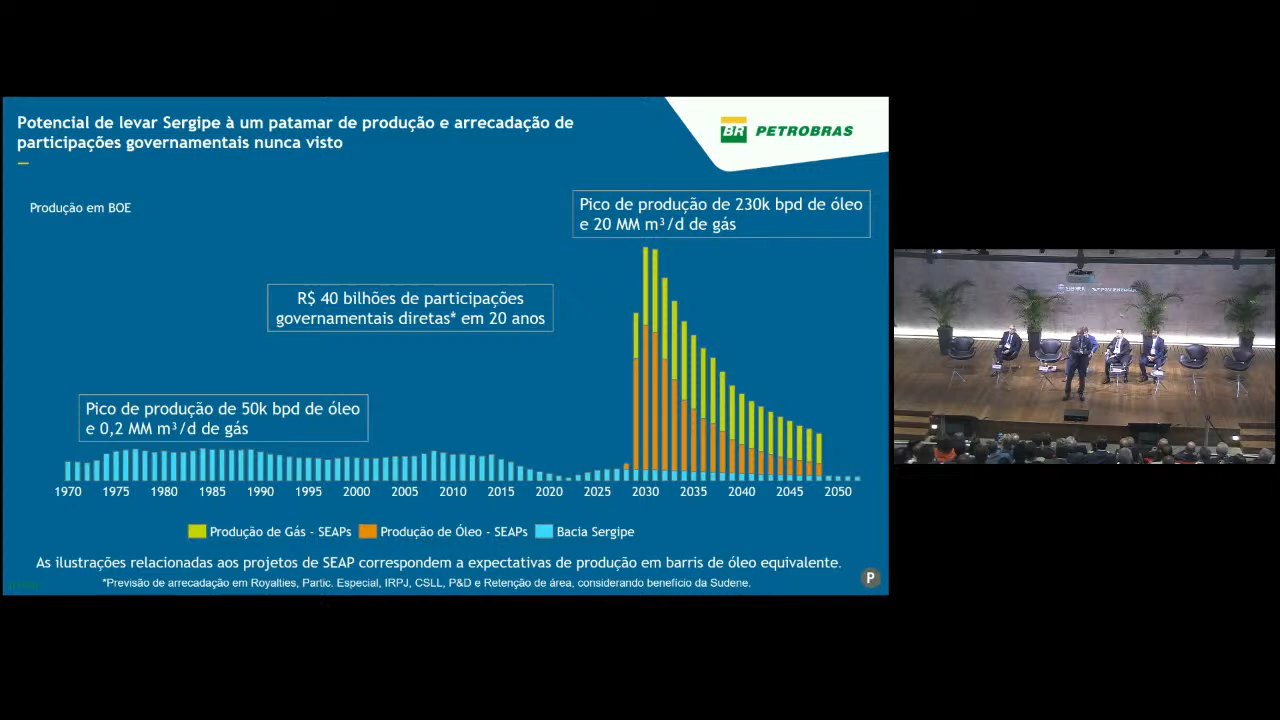 Potencial de levar Sergipe à um patamar de produção e arrecadação de
participações governamentais nunca visto
BR PETROBRAS
Produção em BOE
Pico de produção de 230k bpd de óleo
e 20 MM m³/d de gás
R$ 40 bilhões de participações
governamentais diretas* em 20 anos
Pico de produção de 50k bpd de óleo
e 0,2 MM m³/d de gás
1970 1975 1980 1985 1990 1995 2000 2005 2010 2015 2020 2025 2030 2035 2040 2045 2050
Produção de Gás - SEAPs Produção de Óleo - SEAPs Bacia Sergipe
As ilustrações relacionadas aos projetos de SEAP correspondem a expectativas de produção em barris de óleo equivalente.
*Previsão de arrecadação em Royalties, Partic. Especial, IRPJ, CSLL, P&D e Retenção de área, considerando benefício da Sudene.
P